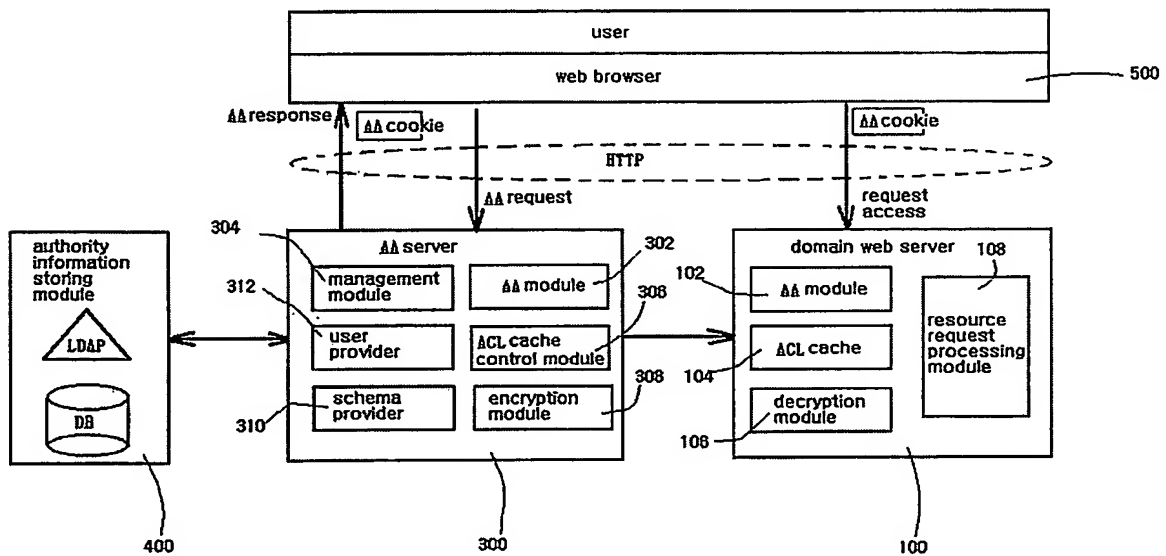 user
web browser
500
AA response
AA cookie
AA cookie
HTTP
AA request
request
access
authority
information
storing
module
LDAP
DB
400
304
AA server
302
management
module
AA module
312
306
user
provider
ACL cache
control module
schema
provider
encryption
module
308
310
300
domain web server
108
102
AA module
ACL cache
104
decryption
module
106
resource
request
processing
module
100